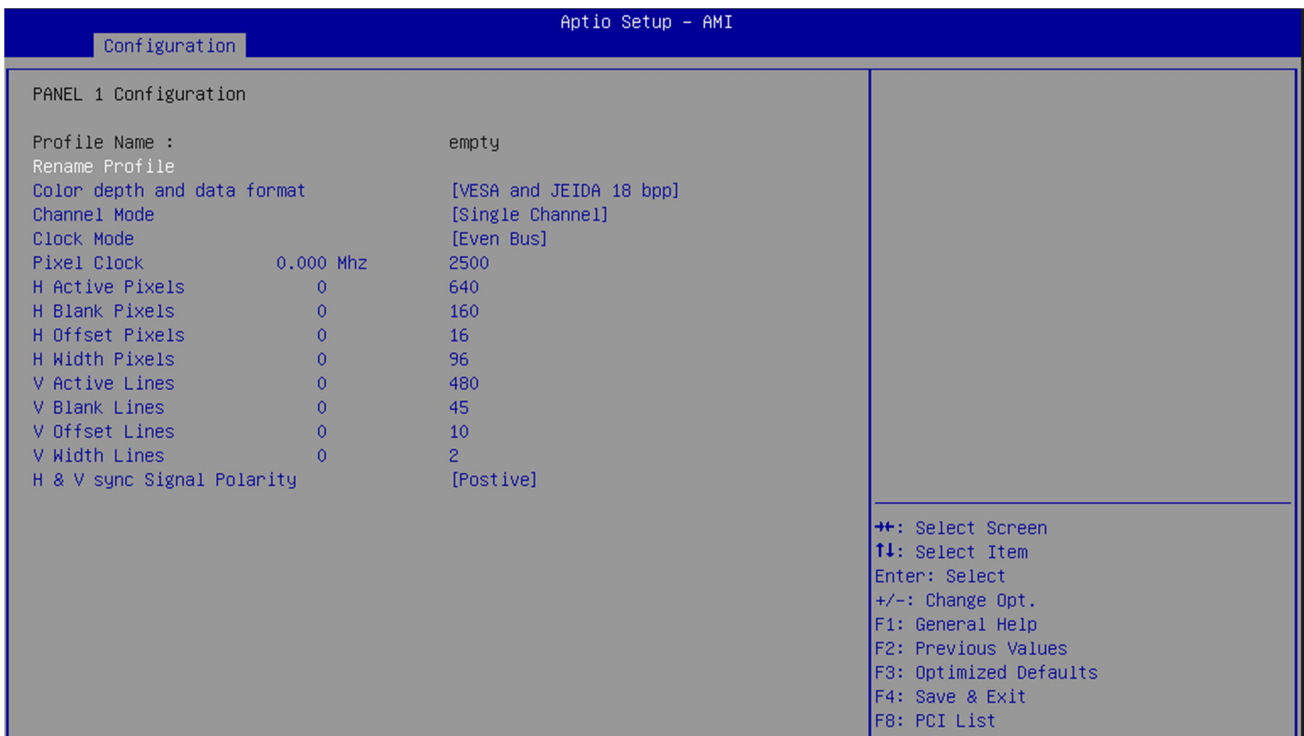 Aptio Setup - AMI
Configuration
PANEL 1 Configuration
Profile Name : empty
Rename Profile
Color depth and data format [VESA and JEIDA 18 bpp]
Channel Mode [Single Channel]
Clock Mode [Even Bus]
Pixel Clock 0.000 Mhz 2500
H Active Pixels 0 640
H Blank Pixels 0 160
H Offset Pixels 0 16
H Width Pixels 0 96
V Active Lines 0 480
V Blank Lines 0 45
V Offset Lines 0 10
V Width Lines 0 2
H & V sync Signal Polarity [Postive]
→←: Select Screen
↑↓: Select Item
Enter: Select
+/-: Change Opt.
F1: General Help
F2: Previous Values
F3: Optimized Defaults
F4: Save & Exit
F8: PCI List